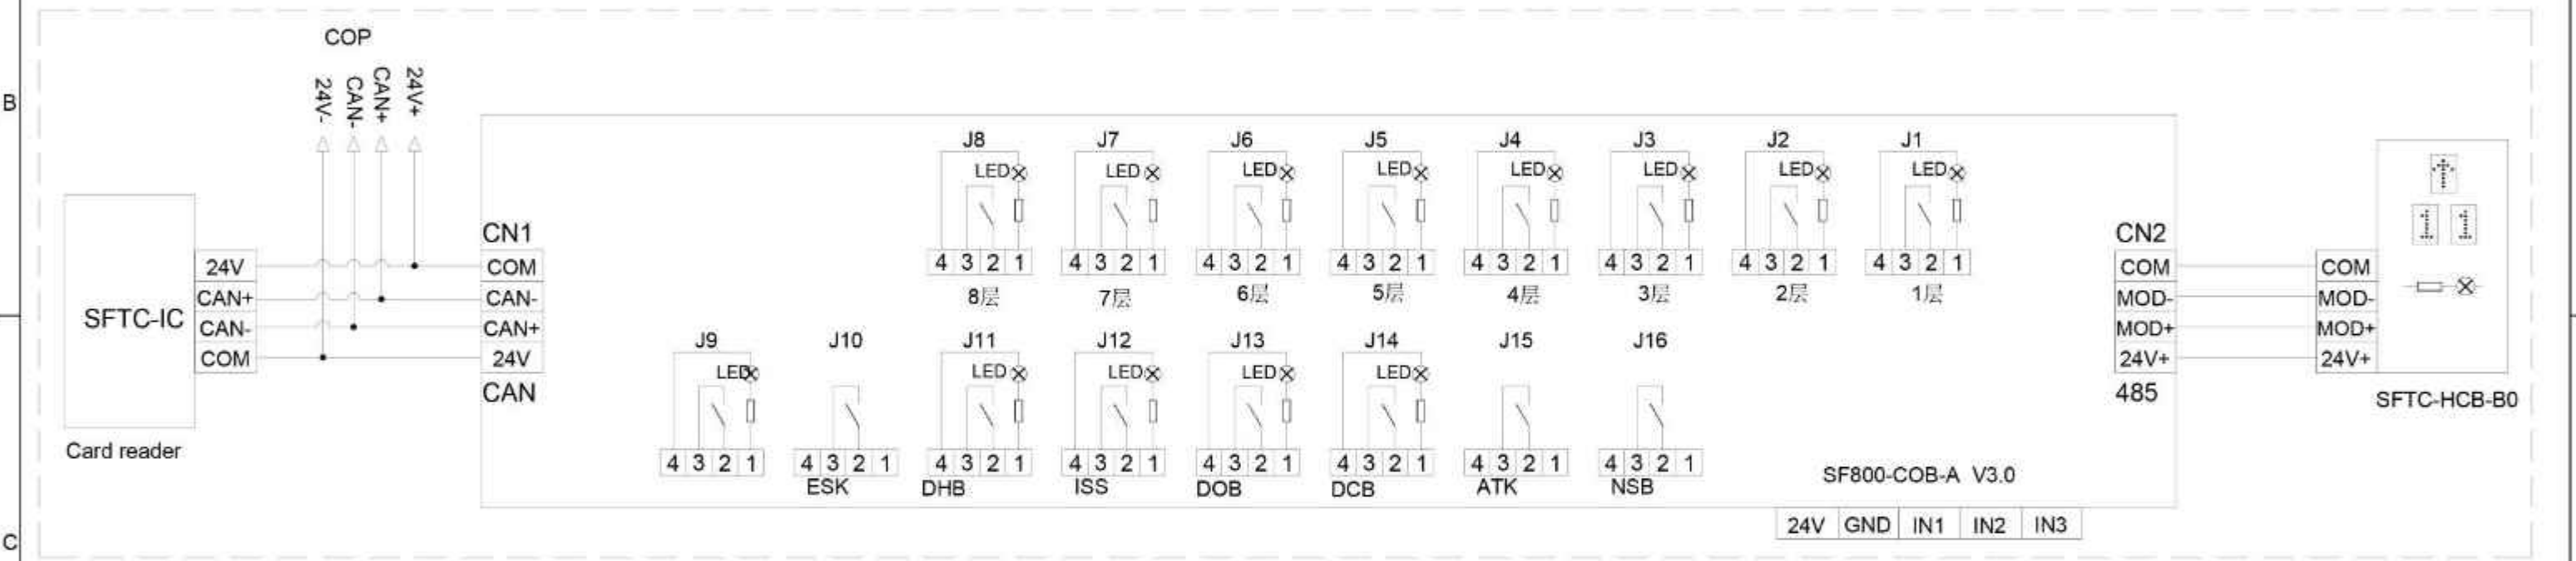 COP
24V- CAN- CAN+ 24V+
B
J8 J7 J6 J5 J4 J3 J2 J1
LED LED LED LED LED LED LED LED
4 3 2 1 4 3 2 1 4 3 2 1 4 3 2 1 4 3 2 1 4 3 2 1 4 3 2 1 4 3 2 1
8层 7层 6层 5层 4层 3层 2层 1层
SFTC-IC
24V
CAN+
CAN-
COM
Card reader
CN1
COM
CAN-
CAN+
24V
CAN
J9 J10 J11 J12 J13 J14 J15 J16
LED LED LED LED LED
4 3 2 1 4 3 2 1 4 3 2 1 4 3 2 1 4 3 2 1 4 3 2 1 4 3 2 1 4 3 2 1
ESK DHB ISS DOB DCB ATK NSB
SF800-COB-A V3.0
24V GND IN1 IN2 IN3
CN2
COM
MOD-
MOD+
24V+
485
COM
MOD-
MOD+
24V+
1 1
SFTC-HCB-B0
C